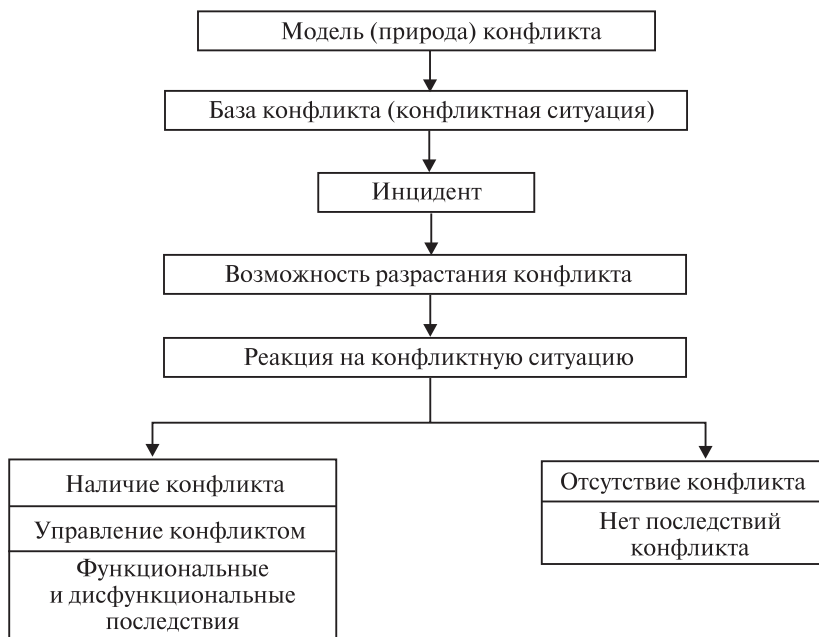 Модель (природа) конфликта
База конфликта (конфликтная ситуация)
Инцидент
Возможность разрастания конфликта
Реакция на конфликтную ситуацию
Наличие конфликта
Управление конфликтом
Функциональные
и дисфункциональные
последствия
Отсутствие конфликта
Нет последствий
конфликта